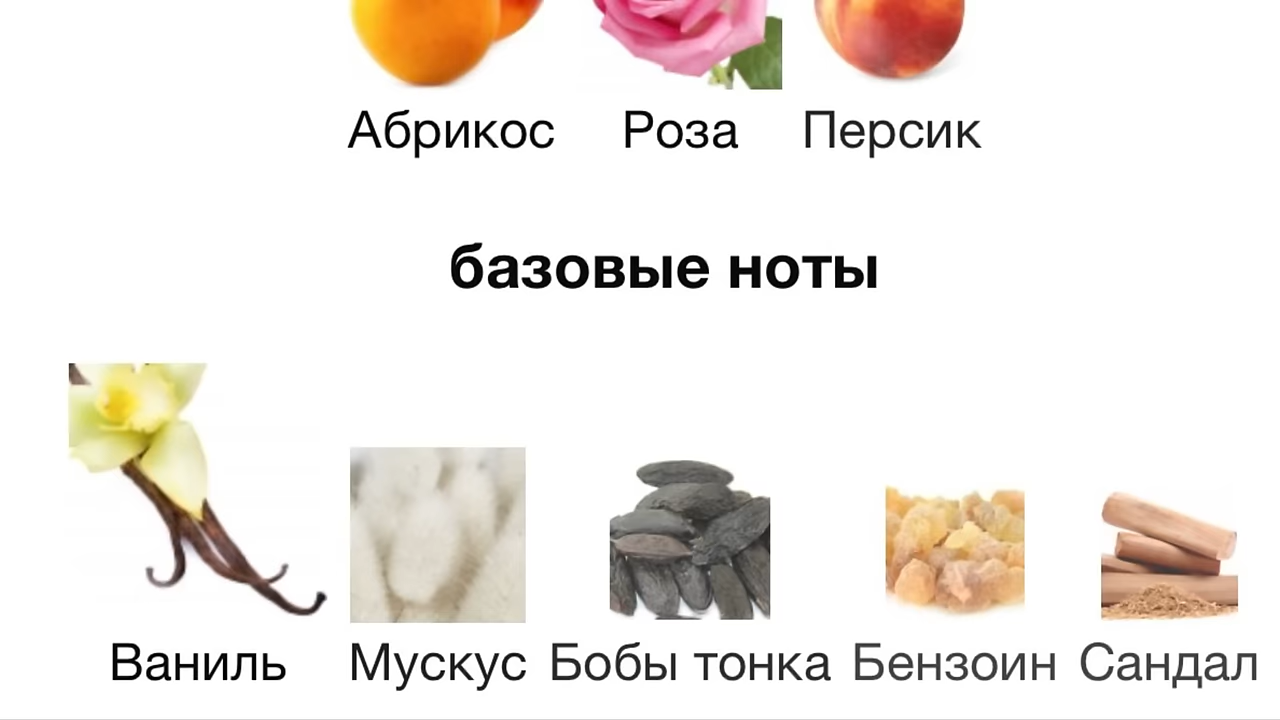 Абрикос Роза Персик
базовые ноты
Ваниль Мускус Бобы тонка Бензоин Сандал